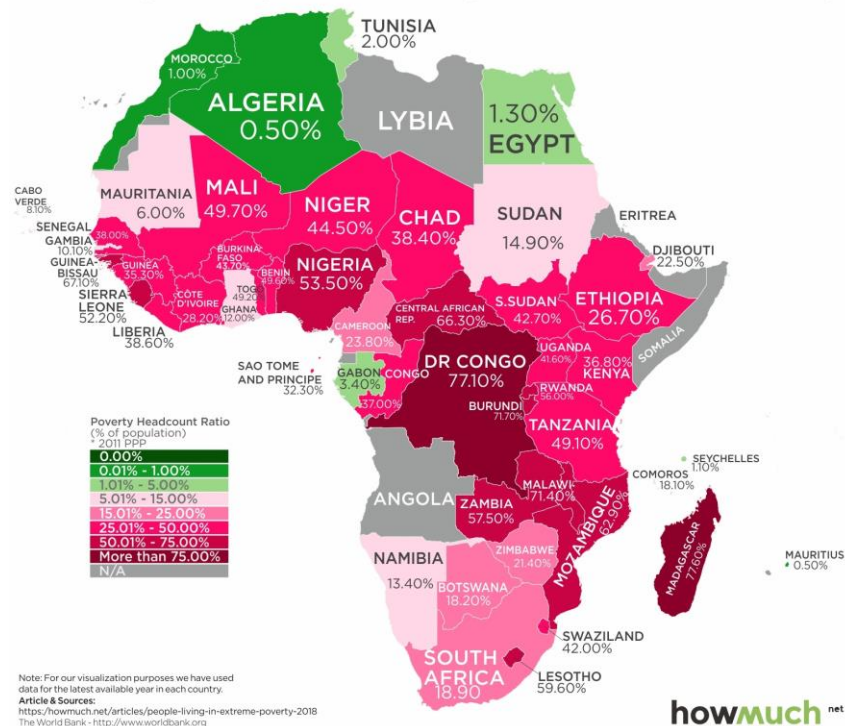 TUNISIA
2.00%
MOROCCO
1.00%
ALGERIA
0.50%
LYBIA
1.30%
EGYPT
CABO
VERDE
8.10%
MAURITANIA
6.00%
MALI
49.70%
NIGER
44.50%
CHAD
38.40%
SUDAN
14.90%
ERITREA
DJIBOUTI
22.50%
SENEGAL
38.00%
GAMBIA
10.10%
GUINEA-
BISSAU
67.10%
GUINEA
35.30%
SIERRA
LEONE
52.20%
LIBERIA
38.60%
CÔTE
D'IVOIRE
28.20%
BURKINA
FASO
43.70%
TOGO
49.20%
GHANA
12.00%
BENIN
49.60%
NIGERIA
53.50%
CAMEROON
23.80%
CENTRAL AFRICAN
REP.
66.30%
S.SUDAN
42.70%
ETHIOPIA
26.70%
SOMALIA
UGANDA
41.60%
36.80%
KENYA
RWANDA
56.00%
BURUNDI
71.70%
SAO TOME
AND PRINCIPE
32.30%
GABON
3.40%
CONGO
37.00%
DR CONGO
77.10%
TANZANIA
49.10%
SEYCHELLES
1.10%
COMOROS
18.10%
ANGOLA
ZAMBIA
57.50%
MALAWI-
71.40%
MOZAMBIQUE
62.90%
MADAGASCAR
77.60%
MAURITIUS
0.50%
NAMIBIA
13.40%
ZIMBABWE
21.40%
BOTSWANA
18.20%
SOUTH
AFRICA
18.90
SWAZILAND
42.00%
LESOTHO
59.60%
Poverty Headcount Ratio
(% of population)
* 2011 PPP
0.00%
0.01% - 1.00%
1.01% - 5.00%
5.01% - 15.00%
15.01% - 25.00%
25.01% - 50.00%
50.01% - 75.00%
More than 75.00%
N/A
Note: For our visualization purposes we have used
data for the latest available year in each country.
Article & Sources:
https:/howmuch.net/articles/people-living-in-extreme-poverty-2018
The World Bank - http://www.worldbank.org
howmuch net